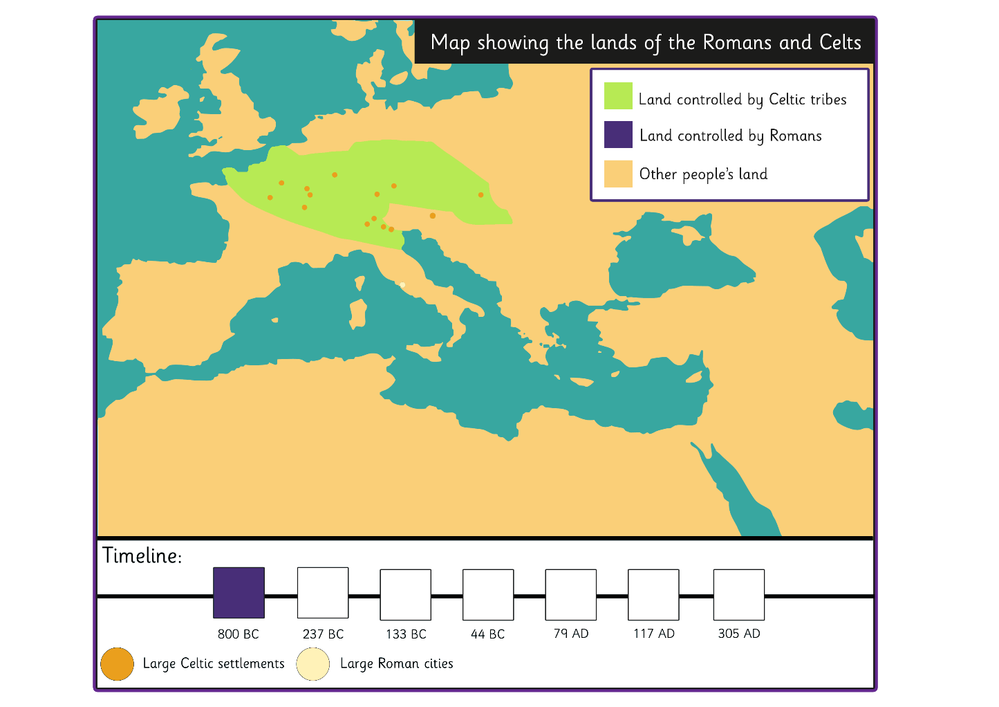 Map showing the lands of the Romans and Celts
Land controlled by Celtic tribes
Land controlled by Romans
Other people's land
Timeline:
800 BC
237 BC
133 BC
44 BC
79 AD
117 AD
305 AD
Large Celtic settlements
Large Roman cities